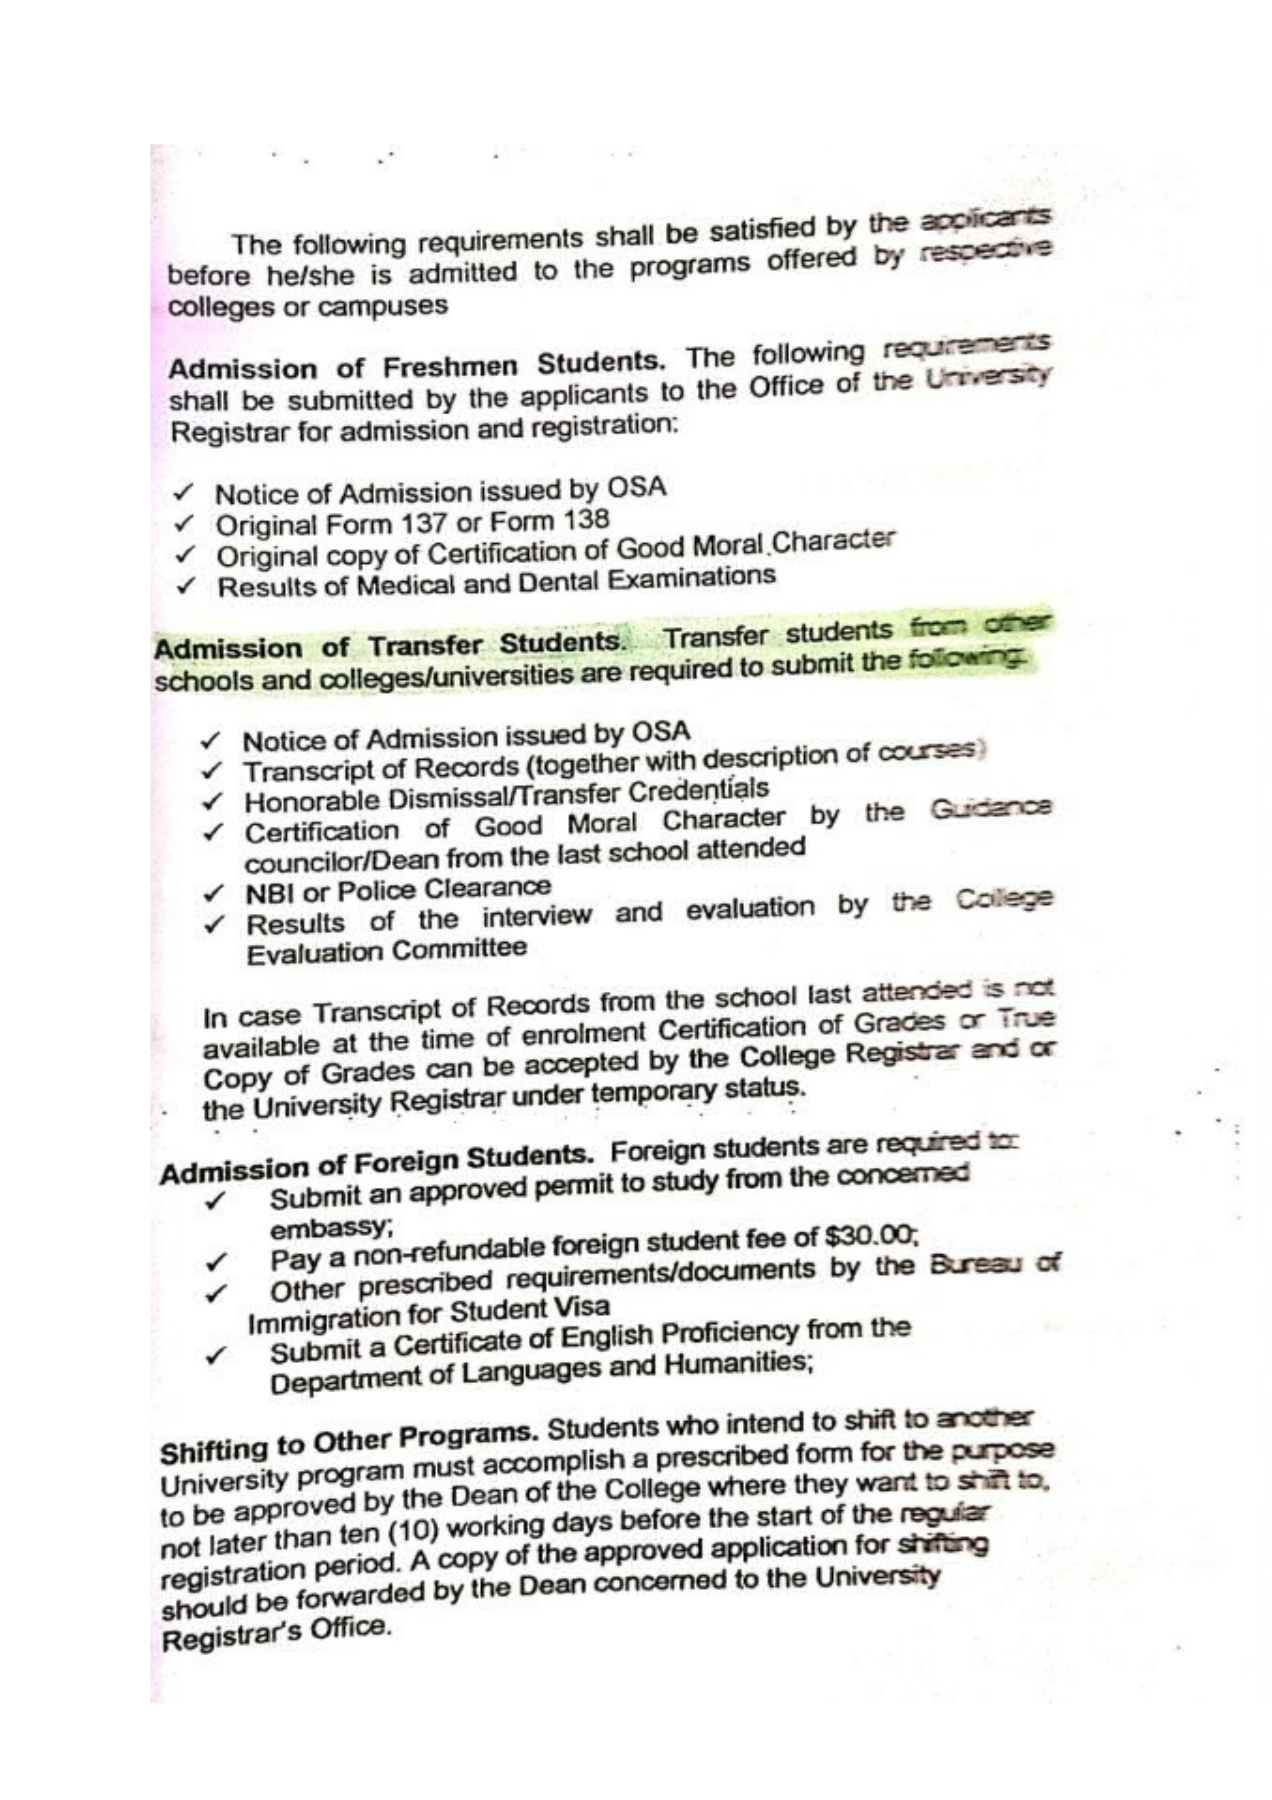 The following requirements shall be satisfied by the applicants
before he/she is admitted to the programs offered by respective
colleges or campuses
Admission of Freshmen Students. The following requirements
shall be submitted by the applicants to the Office of the University
Registrar for admission and registration:
✓ Notice of Admission issued by OSA
✓ Original Form 137 or Form 138
✓ Original copy of Certification of Good Moral Character
✓ Results of Medical and Dental Examinations
Admission of Transfer Students. Transfer students from other
schools and colleges/universities are required to submit the following:
✓ Notice of Admission issued by OSA
✓ Transcript of Records (together with description of courses)
✓ Honorable Dismissal/Transfer Credentials
✓ Certification of Good Moral Character by the Guidance
councilor/Dean from the last school attended
✓ NBI or Police Clearance
✓ Results of the interview and evaluation by the College
Evaluation Committee
In case Transcript of Records from the school last attended is not
available at the time of enrolment Certification of Grades or True
Copy of Grades can be accepted by the College Registrar and or
the University Registrar under temporary status.
Admission of Foreign Students. Foreign students are required to:
✓ Submit an approved permit to study from the concerned
embassy;
✓ Pay a non-refundable foreign student fee of $30.00;
✓ Other prescribed requirements/documents by the Bureau of
Immigration for Student Visa
✓ Submit a Certificate of English Proficiency from the
Department of Languages and Humanities;
Shifting to Other Programs. Students who intend to shift to another
University program must accomplish a prescribed form for the purpose
to be approved by the Dean of the College where they want to shift to,
not later than ten (10) working days before the start of the regular
registration period. A copy of the approved application for shifting
should be forwarded by the Dean concerned to the University
Registrar's Office.